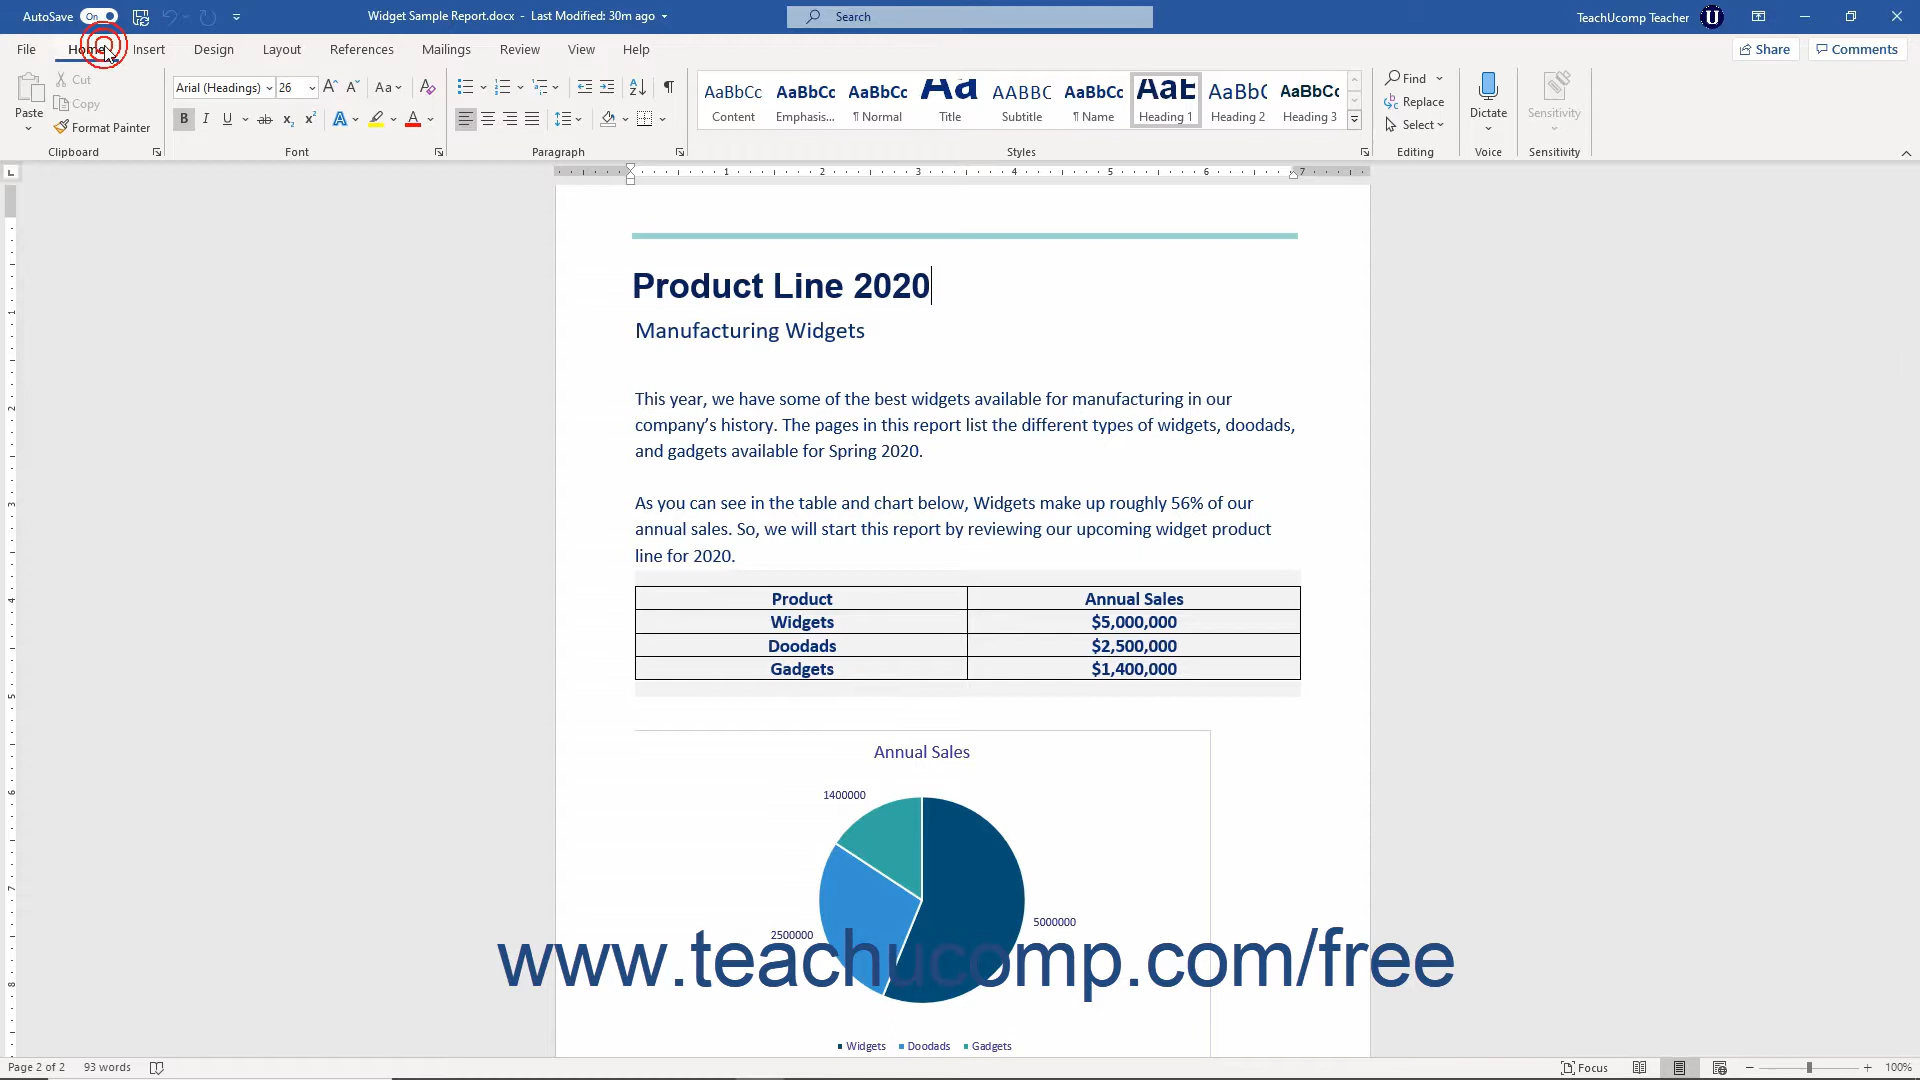 AutoSave On Widget Sample Report.docx - Last Modified: 30m ago Search TeachUcomp Teacher U
File Home Insert Design Layout References Mailings Review View Help Share Comments
Paste Cut Copy Format Painter Clipboard
Arial (Headings) 26 Font
Paragraph
AaBbCc AaBbCc AaBbCc Aa AABBC AaBbCc AaB AaBbC AaBbCc
Content Emphasis... ¶ Normal Title Subtitle ¶ Name Heading 1 Heading 2 Heading 3
Styles
Find Replace Select Editing
Dictate Voice
Sensitivity Sensitivity
1 2 3 4 5 6 7
Product Line 2020
Manufacturing Widgets
This year, we have some of the best widgets available for manufacturing in our
company’s history. The pages in this report list the different types of widgets, doodads,
and gadgets available for Spring 2020.
As you can see in the table and chart below, Widgets make up roughly 56% of our
annual sales. So, we will start this report by reviewing our upcoming widget product
line for 2020.
Product Annual Sales
Widgets $5,000,000
Doodads $2,500,000
Gadgets $1,400,000
Annual Sales
1400000
5000000
2500000
www.teachucomp.com/free
Widgets Doodads Gadgets
Page 2 of 2 93 words Focus 100%